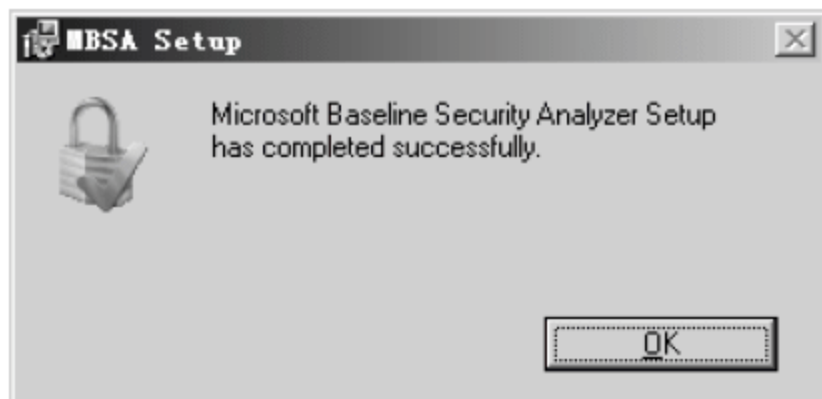 MBSA Setup
Microsoft Baseline Security Analyzer Setup
has completed successfully.
OK